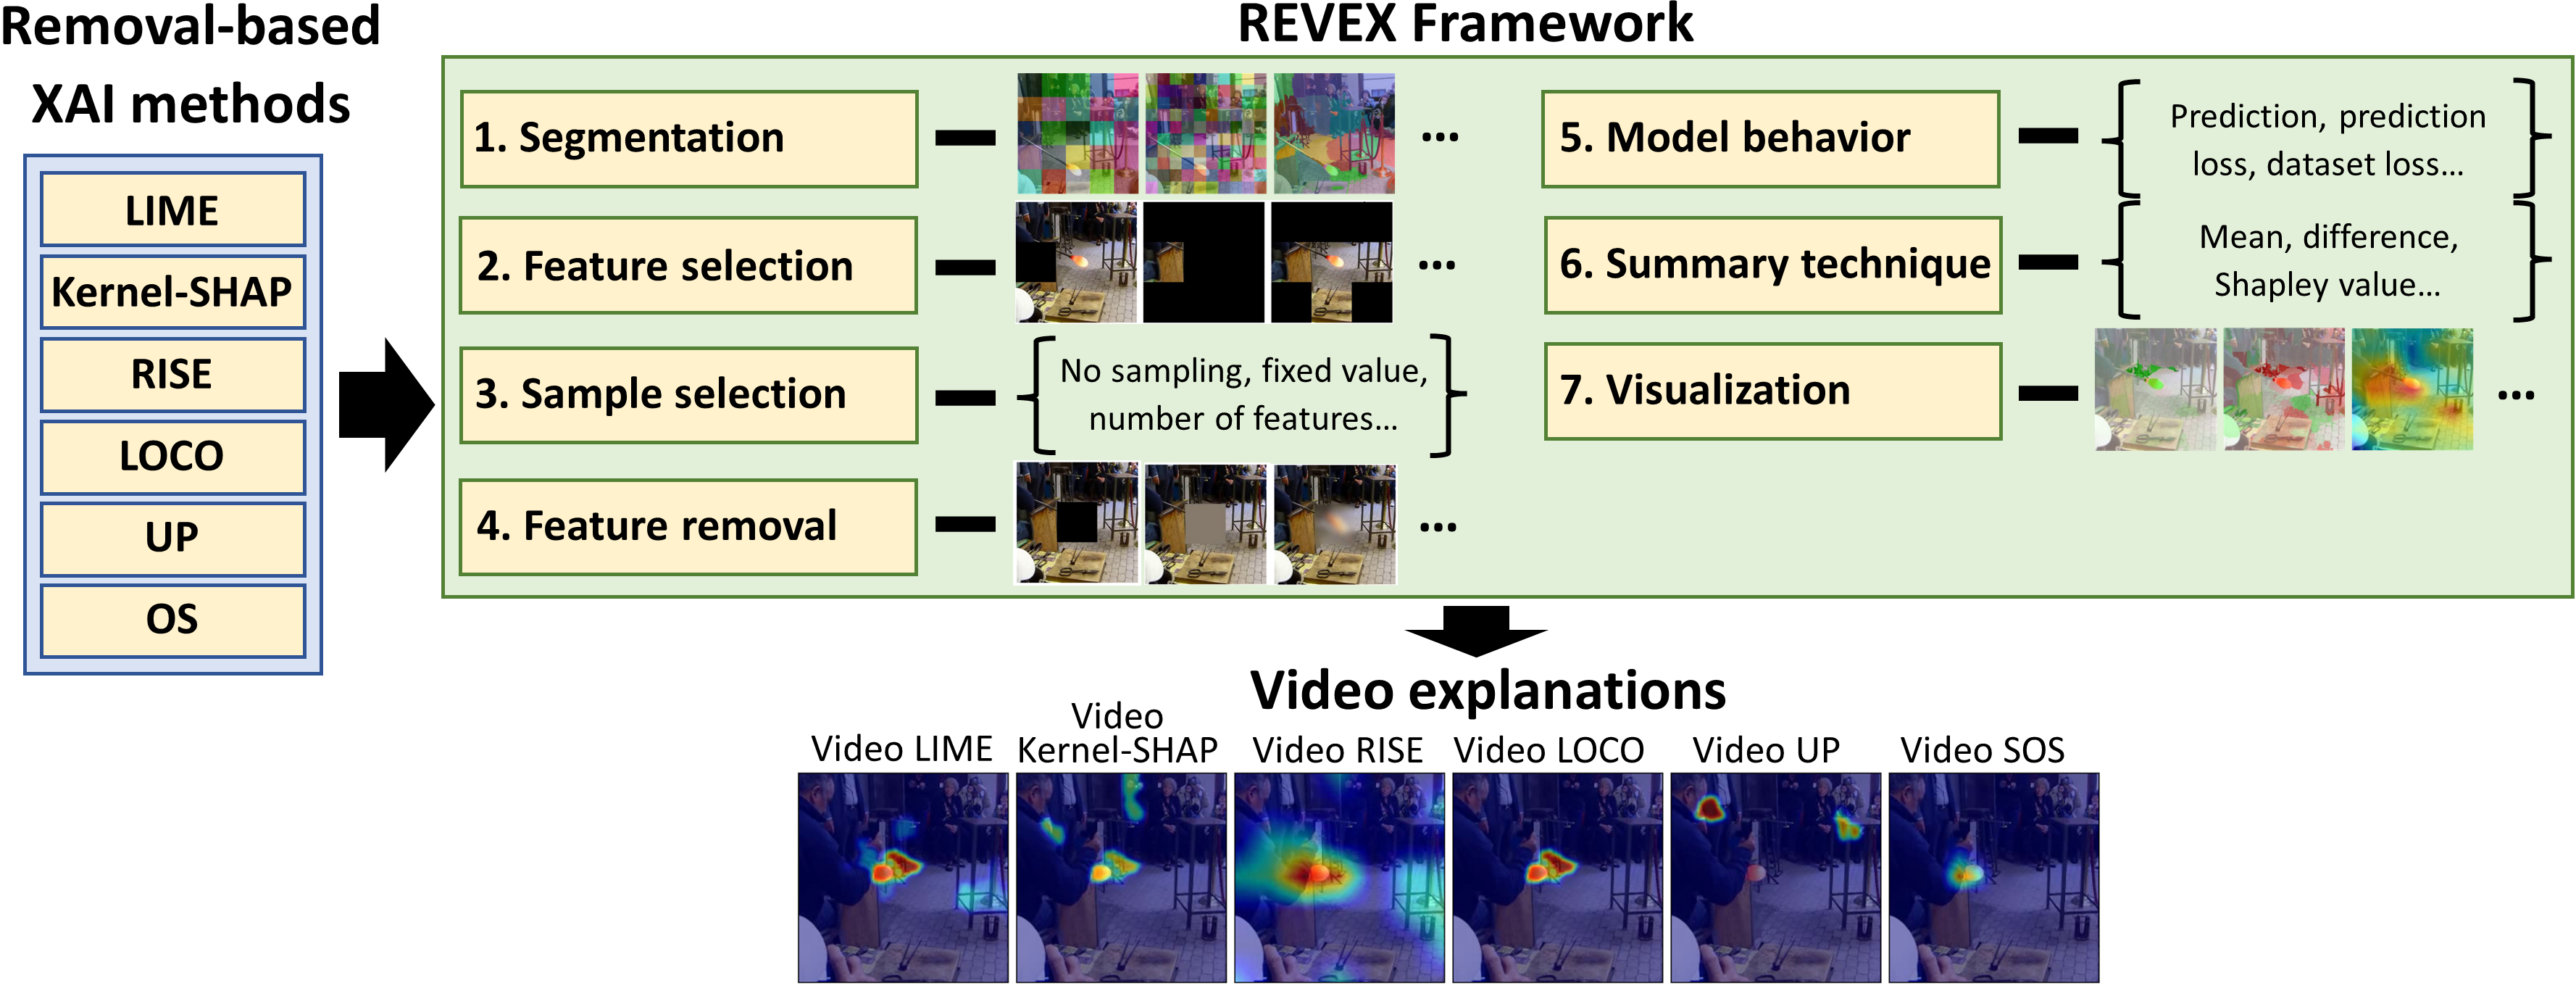 Removal-based
XAI methods
LIME
Kernel-SHAP
RISE
LOCO
UP
OS
REVEX Framework
1. Segmentation
...
2. Feature selection
...
3. Sample selection
No sampling, fixed value,
number of features...
4. Feature removal
...
5. Model behavior
Prediction, prediction
loss, dataset loss...
6. Summary technique
Mean, difference,
Shapley value...
7. Visualization
...
Video explanations
Video LIME
Video
Kernel-SHAP
Video RISE
Video LOCO
Video UP
Video SOS